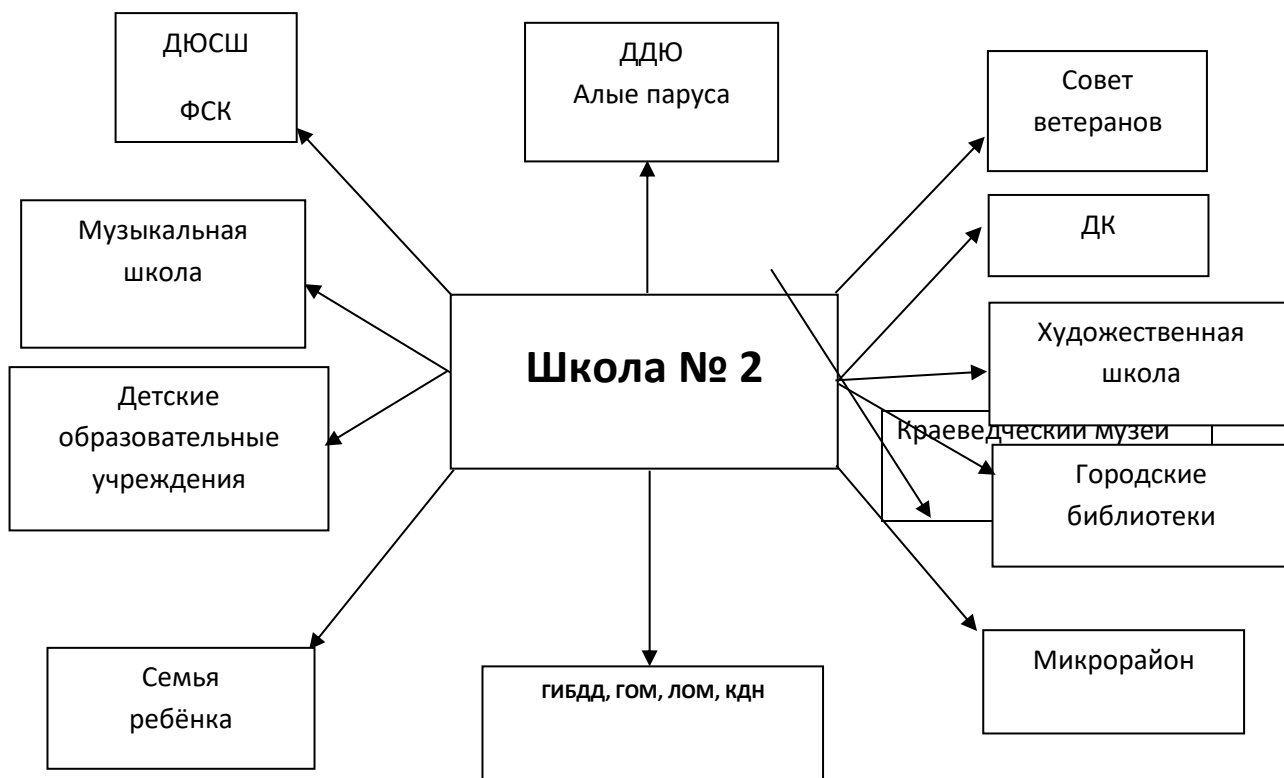 ДЮСШ
ФСК
ДДЮ
Алые паруса
Совет
ветеранов
Музыкальная
школа
ДК
Школа № 2
Художественная
школа
Детские
образовательные
учреждения
Краеведческий музей
Городские
библиотеки
Семья
ребёнка
ГИБДД, ГОМ, ЛОМ, КДН
Микрорайон